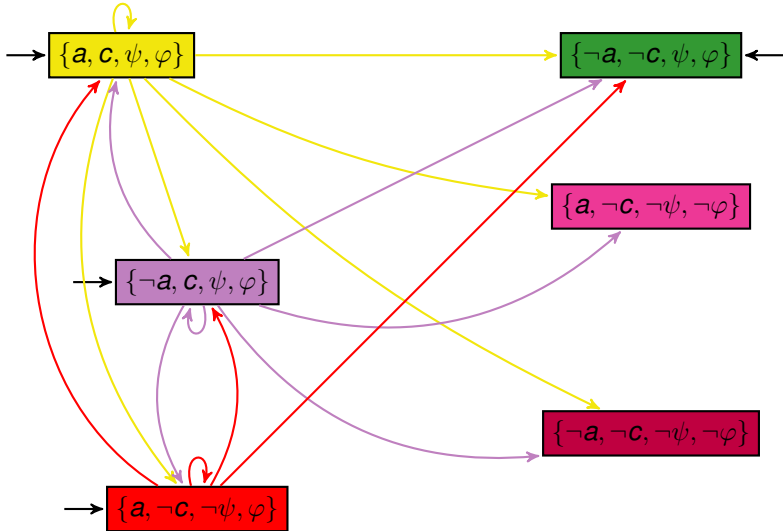 {a, c, ψ, φ}
{¬a, ¬c, ψ, φ}
{a, ¬c, ¬ψ, ¬φ}
{¬a, c, ψ, φ}
{¬a, ¬c, ¬ψ, ¬φ}
{a, ¬c, ¬ψ, φ}